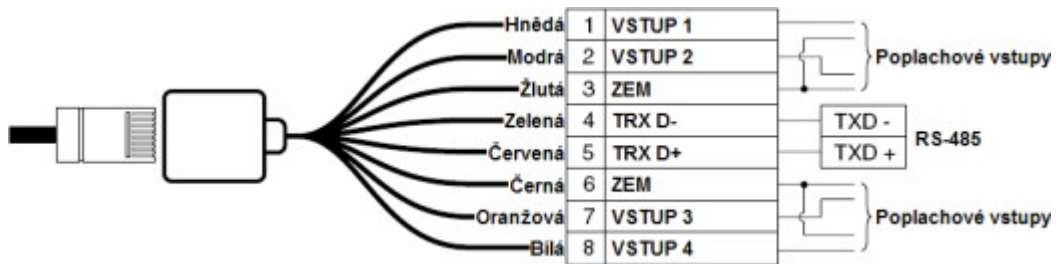 Hnědá 1 VSTUP 1
Modrá 2 VSTUP 2 Poplachové vstupy
Žlutá 3 ZEM
Zelená 4 TRX D- TXD -
Červená 5 TRX D+ TXD + RS-485
Černá 6 ZEM
Oranžová 7 VSTUP 3 Poplachové vstupy
Bílá 8 VSTUP 4